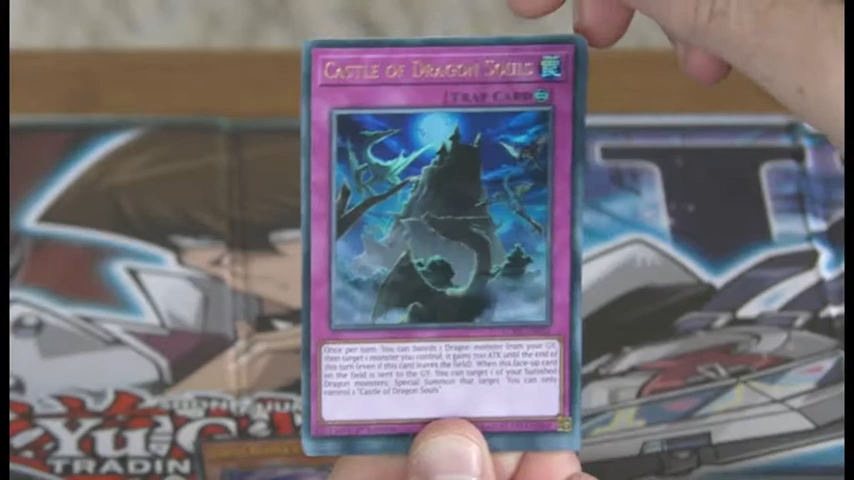 CASTLE OF DRAGON SOULS
TRAP CARD
Once per turn: You can banish 1 Dragon monster from your GY,
then target 1 monster you control; it gains 700 ATK until the end of
this turn (even if this card leaves the field). When this face-up card
on the field is sent to the GY: You can target 1 of your banished
Dragon monsters; Special Summon that target. You can only
control 1 "Castle of Dragon Souls".
Yu-G
TRADIN